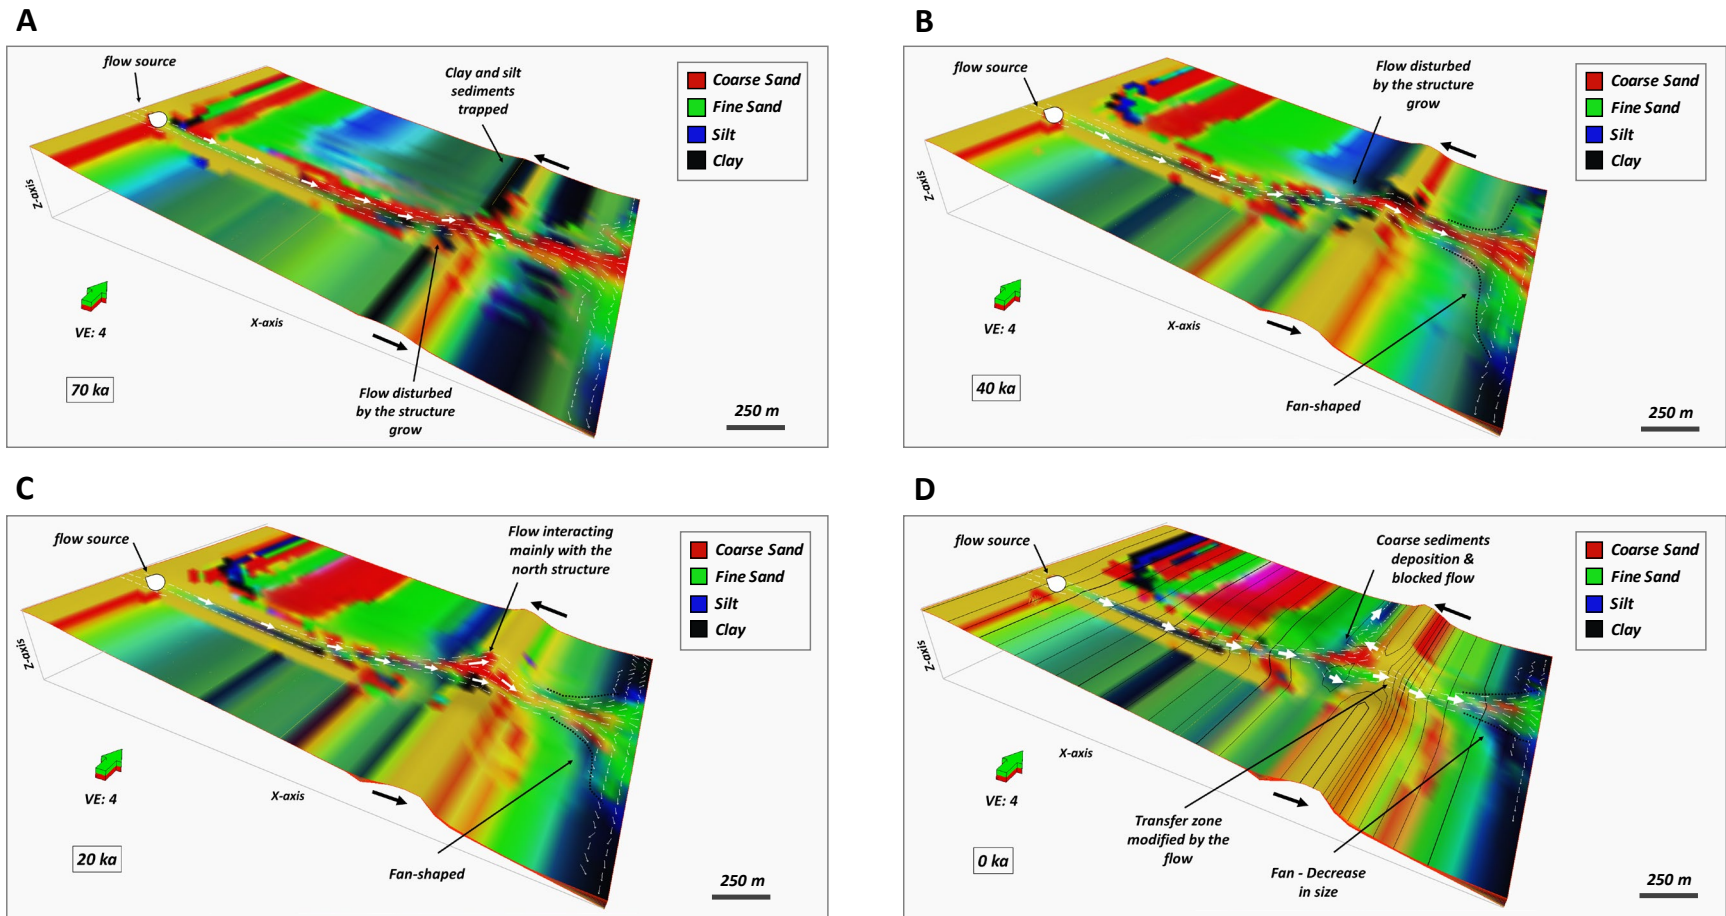 A
flow source
Clay and silt
sediments
trapped
Coarse Sand
Fine Sand
Silt
Clay
Z-axis
X-axis
VE: 4
70 ka
Flow disturbed
by the structure
grow
250 m
B
flow source
Flow disturbed
by the structure
grow
Coarse Sand
Fine Sand
Silt
Clay
Z-axis
X-axis
VE: 4
40 ka
Fan-shaped
250 m
C
flow source
Flow interacting
mainly with the
north structure
Coarse Sand
Fine Sand
Silt
Clay
Z-axis
X-axis
VE: 4
20 ka
Fan-shaped
250 m
D
flow source
Coarse sediments
deposition &
blocked flow
Coarse Sand
Fine Sand
Silt
Clay
Z-axis
X-axis
VE: 4
0 ka
Transfer zone
modified by the
flow
Fan - Decrease
in size
250 m